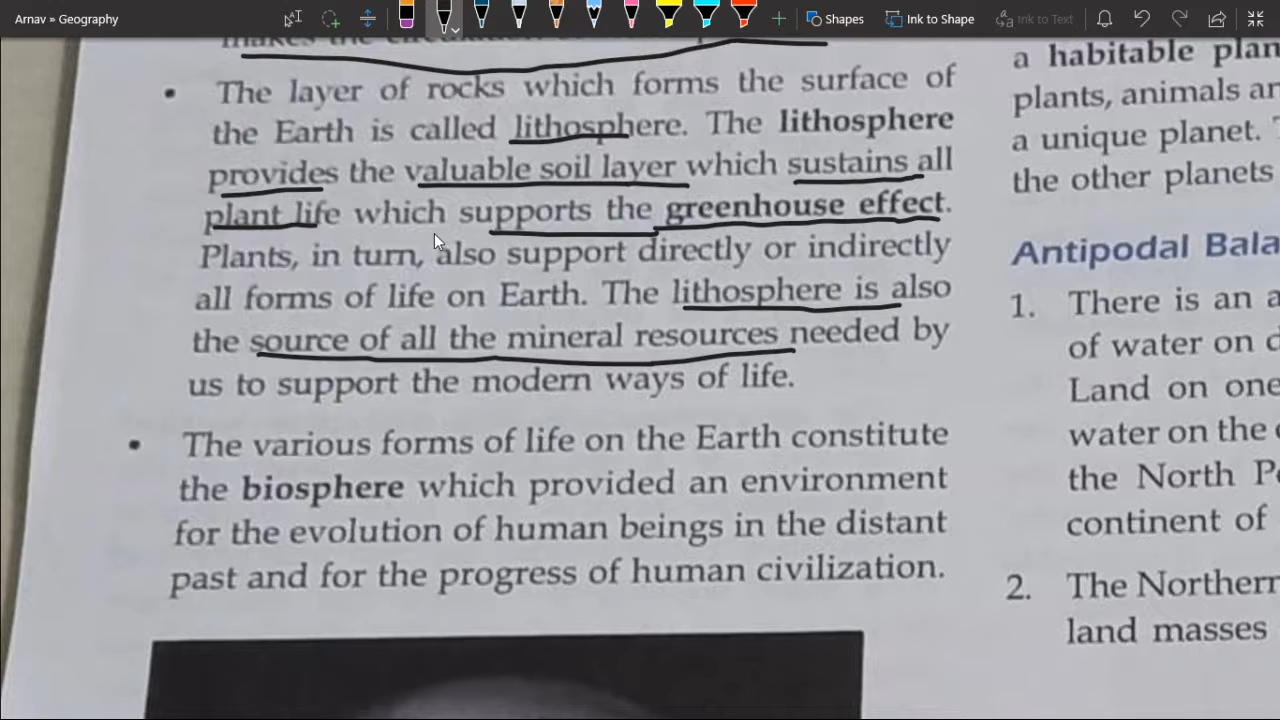 Arnav » Geography
Shapes
Ink to Shape
Ink to Text
makes the
The layer of rocks which forms the surface of
the Earth is called lithosphere. The lithosphere
provides the valuable soil layer which sustains all
plant life which supports the greenhouse effect.
Plants, in turn, also support directly or indirectly
all forms of life on Earth. The lithosphere is also
the source of all the mineral resources needed by
us to support the modern ways of life.
The various forms of life on the Earth constitute
the biosphere which provided an environment
for the evolution of human beings in the distant
past and for the progress of human civilization.
a habitable plan
plants, animals ar
a unique planet.
the other planets
Antipodal Bala
1. There is an a
of water on
Land on one
water on the
the North P
continent of
2. The Northern
land masses